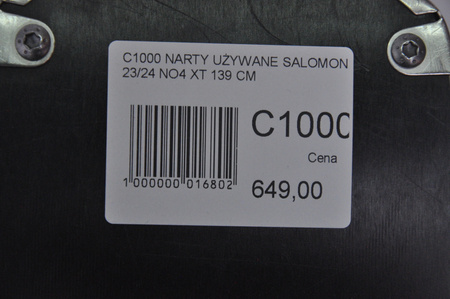 C1000 NARTY UŻYWANE SALOMON
23/24 NO4 XT 139 CM
C1000
Cena
1 000000 016802
649,00